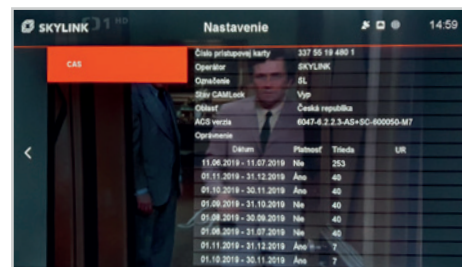 SKYLINK 1 HD Nastavenie 14:59
CAS
Číslo prístupovej karty 337 55 19 480 1
Operátor SKYLINK
Označenie SL
Stav CAMLock Vyp
Oblasť Česká republika
ACS verzia 6047-6.2.2.3-AS+SC-600050-M7
Oprávnenie
Dátum Platnosť Trieda UR
11.06.2019 - 11.07.2019 Nie 253
01.11.2019 - 31.12.2019 Áno 40
01.10.2019 - 30.11.2019 Áno 40
01.09.2019 - 31.10.2019 Nie 40
01.08.2019 - 30.09.2019 Nie 40
01.06.2019 - 31.07.2019 Nie 40
01.11.2019 - 31.12.2019 Áno 7
01.10.2019 - 30.11.2019 Áno 7